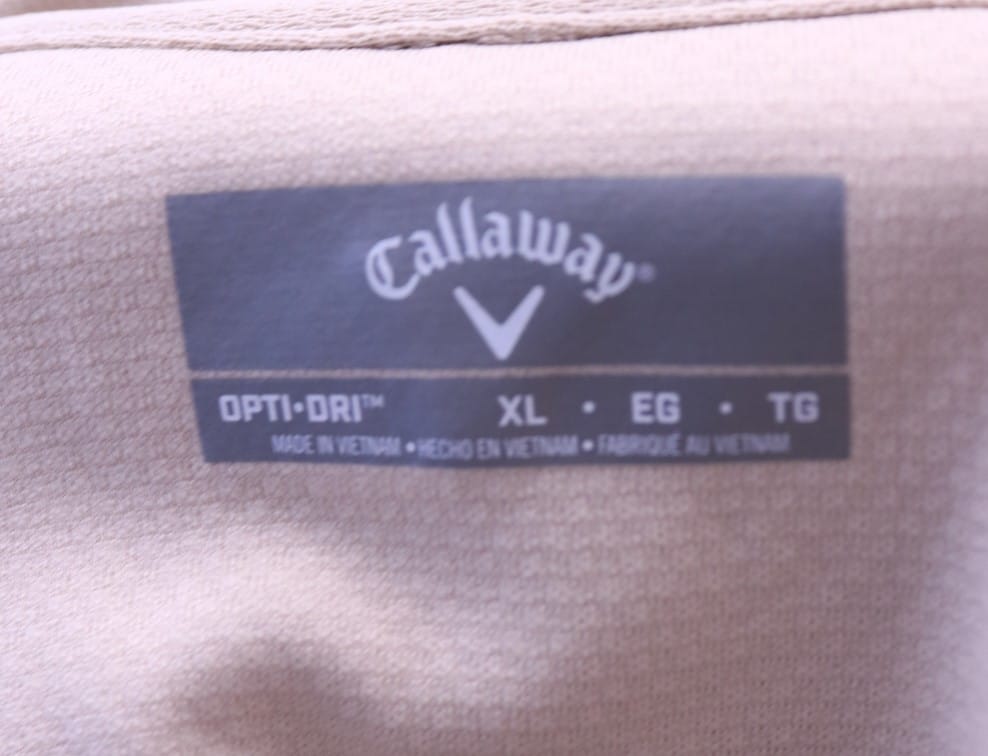 Callaway®
OPTI•DRI™ XL • EG • TG
MADE IN VIETNAM • HECHO EN VIETNAM • FABRIQUÉ AU VIETNAM